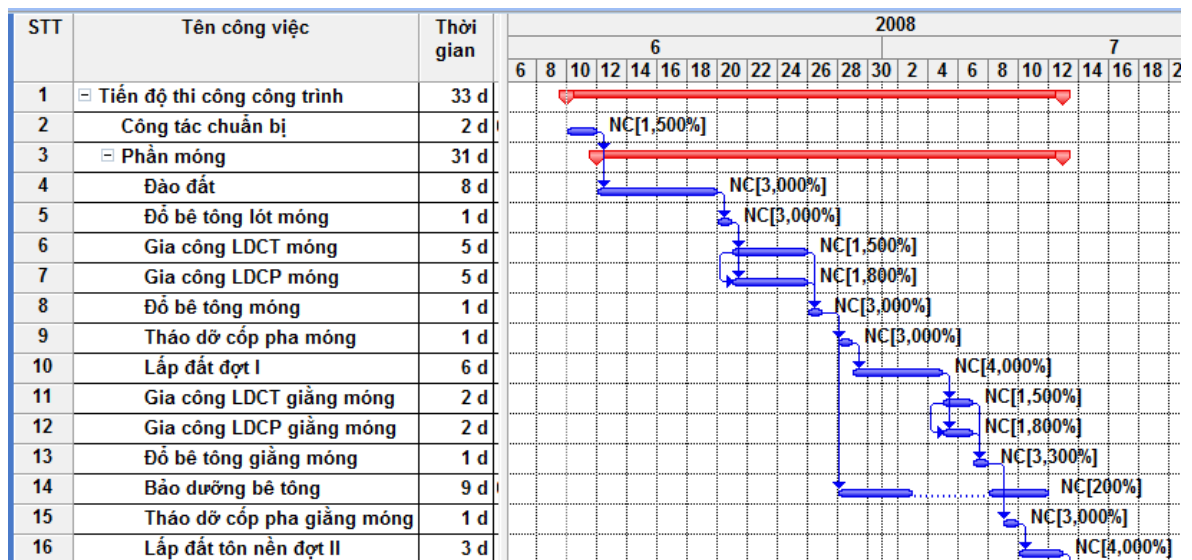 STT Tên công việc Thời gian 2008
6 7
6 8 10 12 14 16 18 20 22 24 26 28 30 2 4 6 8 10 12 14 16 18 2
1 Tiến độ thi công công trình 33 d
2 Công tác chuẩn bị 2 d NC[1,500%]
3 Phần móng 31 d
4 Đào đất 8 d NC[3,000%]
5 Đổ bê tông lót móng 1 d NC[3,000%]
6 Gia công LDCT móng 5 d NC[1,500%]
7 Gia công LDCP móng 5 d NC[1,800%]
8 Đổ bê tông móng 1 d NC[3,000%]
9 Tháo dỡ cốp pha móng 1 d NC[3,000%]
10 Lấp đất đợt I 6 d NC[4,000%]
11 Gia công LDCT giằng móng 2 d NC[1,500%]
12 Gia công LDCP giằng móng 2 d NC[1,800%]
13 Đổ bê tông giằng móng 1 d NC[3,300%]
14 Bảo dưỡng bê tông 9 d NC[200%]
15 Tháo dỡ cốp pha giằng móng 1 d NC[3,000%]
16 Lấp đất tôn nền đợt II 3 d NC[4,000%]